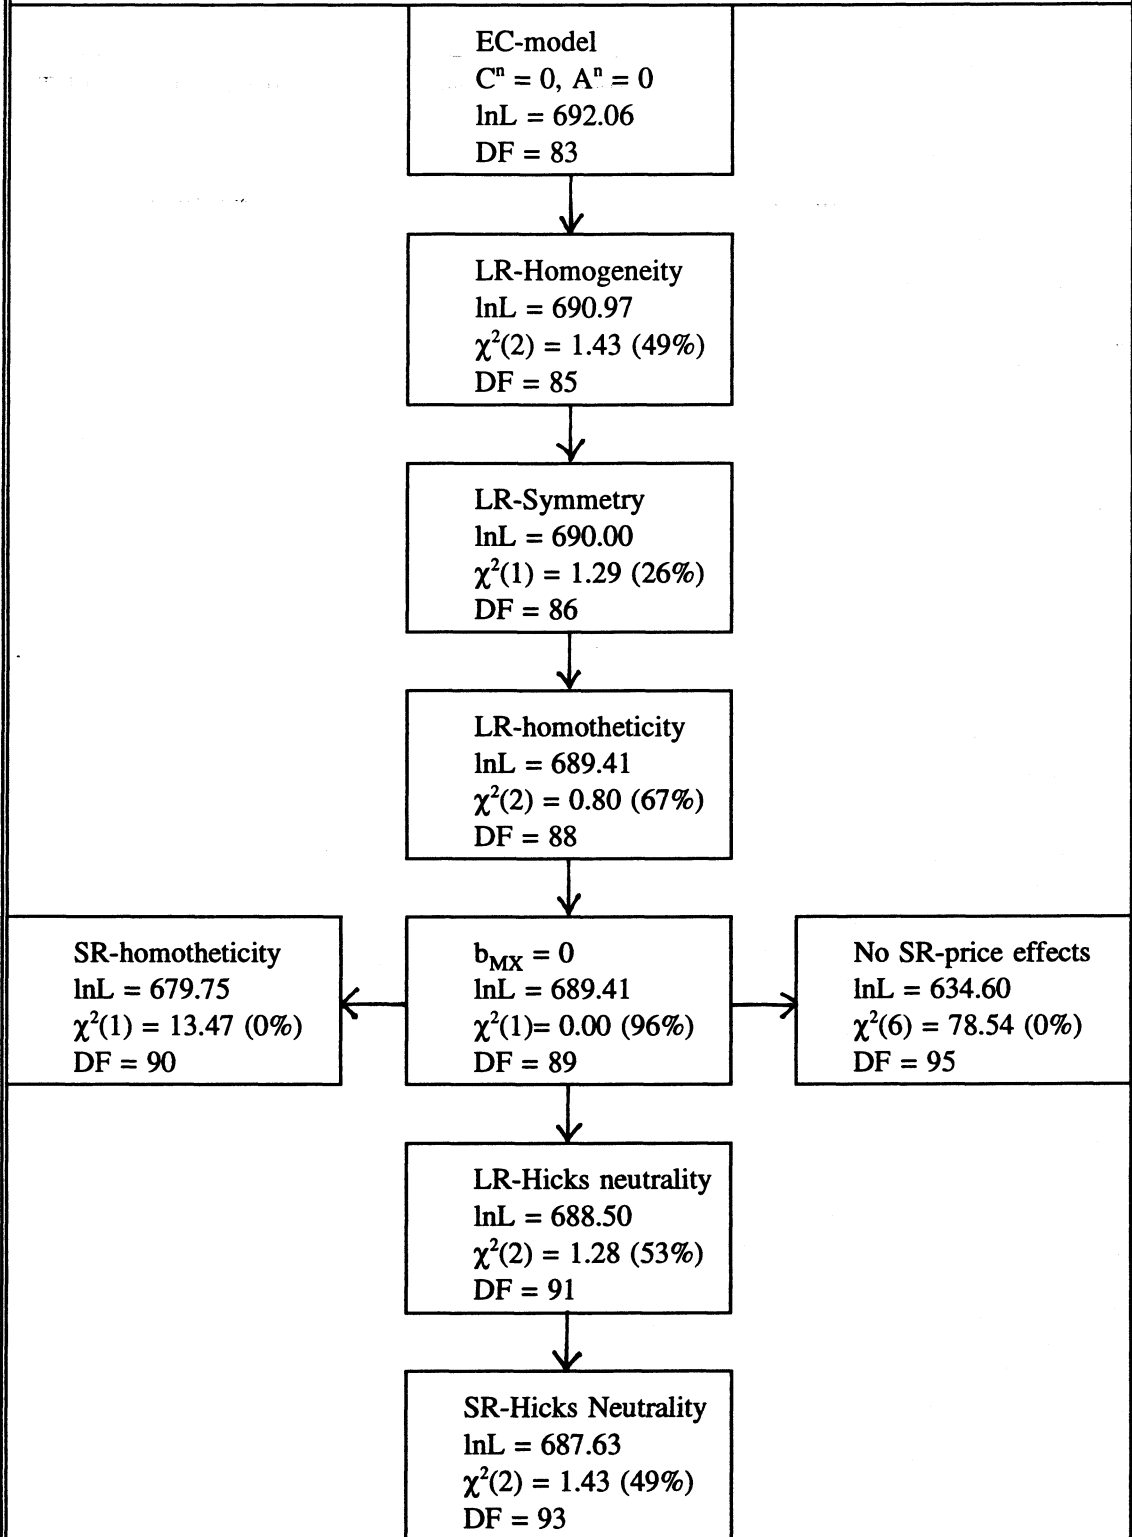 EC-model
Cⁿ = 0, Aⁿ = 0
lnL = 692.06
DF = 83
LR-Homogeneity
lnL = 690.97
χ²(2) = 1.43 (49%)
DF = 85
LR-Symmetry
lnL = 690.00
χ²(1) = 1.29 (26%)
DF = 86
LR-homotheticity
lnL = 689.41
χ²(2) = 0.80 (67%)
DF = 88
SR-homotheticity
lnL = 679.75
χ²(1) = 13.47 (0%)
DF = 90
b_MX = 0
lnL = 689.41
χ²(1)= 0.00 (96%)
DF = 89
No SR-price effects
lnL = 634.60
χ²(6) = 78.54 (0%)
DF = 95
LR-Hicks neutrality
lnL = 688.50
χ²(2) = 1.28 (53%)
DF = 91
SR-Hicks Neutrality
lnL = 687.63
χ²(2) = 1.43 (49%)
DF = 93